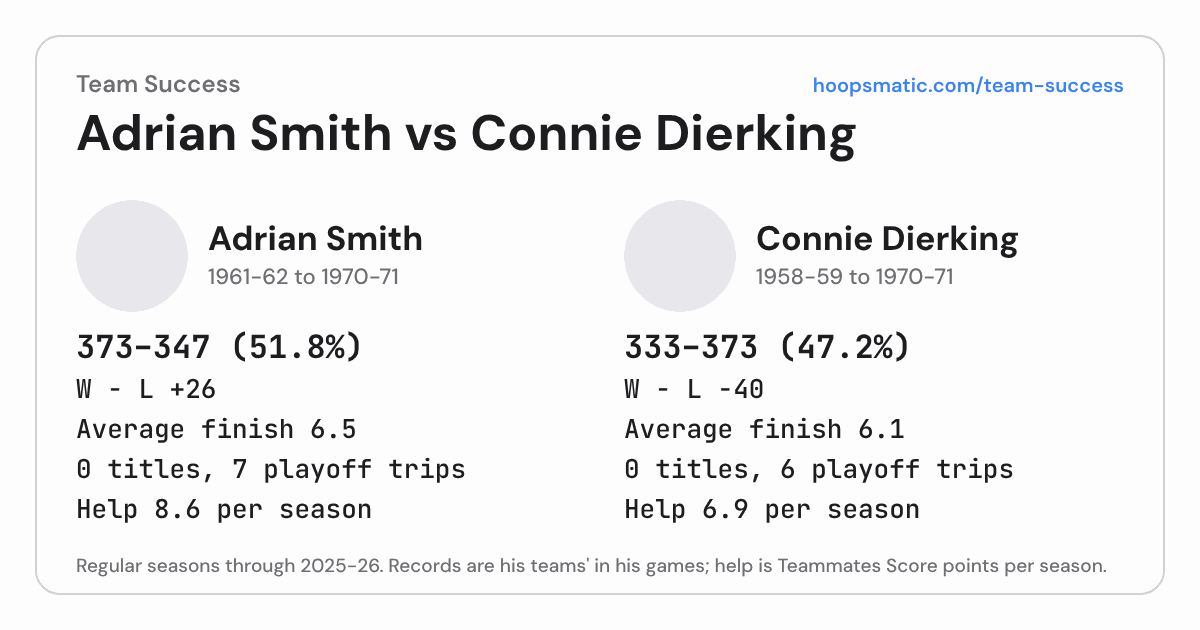 Team Success
hoopsmatic.com/team-success
Adrian Smith vs Connie Dierking
Adrian Smith
1961-62 to 1970-71
373-347 (51.8%)
W - L +26
Average finish 6.5
0 titles, 7 playoff trips
Help 8.6 per season
Connie Dierking
1958-59 to 1970-71
333-373 (47.2%)
W - L -40
Average finish 6.1
0 titles, 6 playoff trips
Help 6.9 per season
Regular seasons through 2025-26. Records are his teams' in his games; help is Teammates Score points per season.